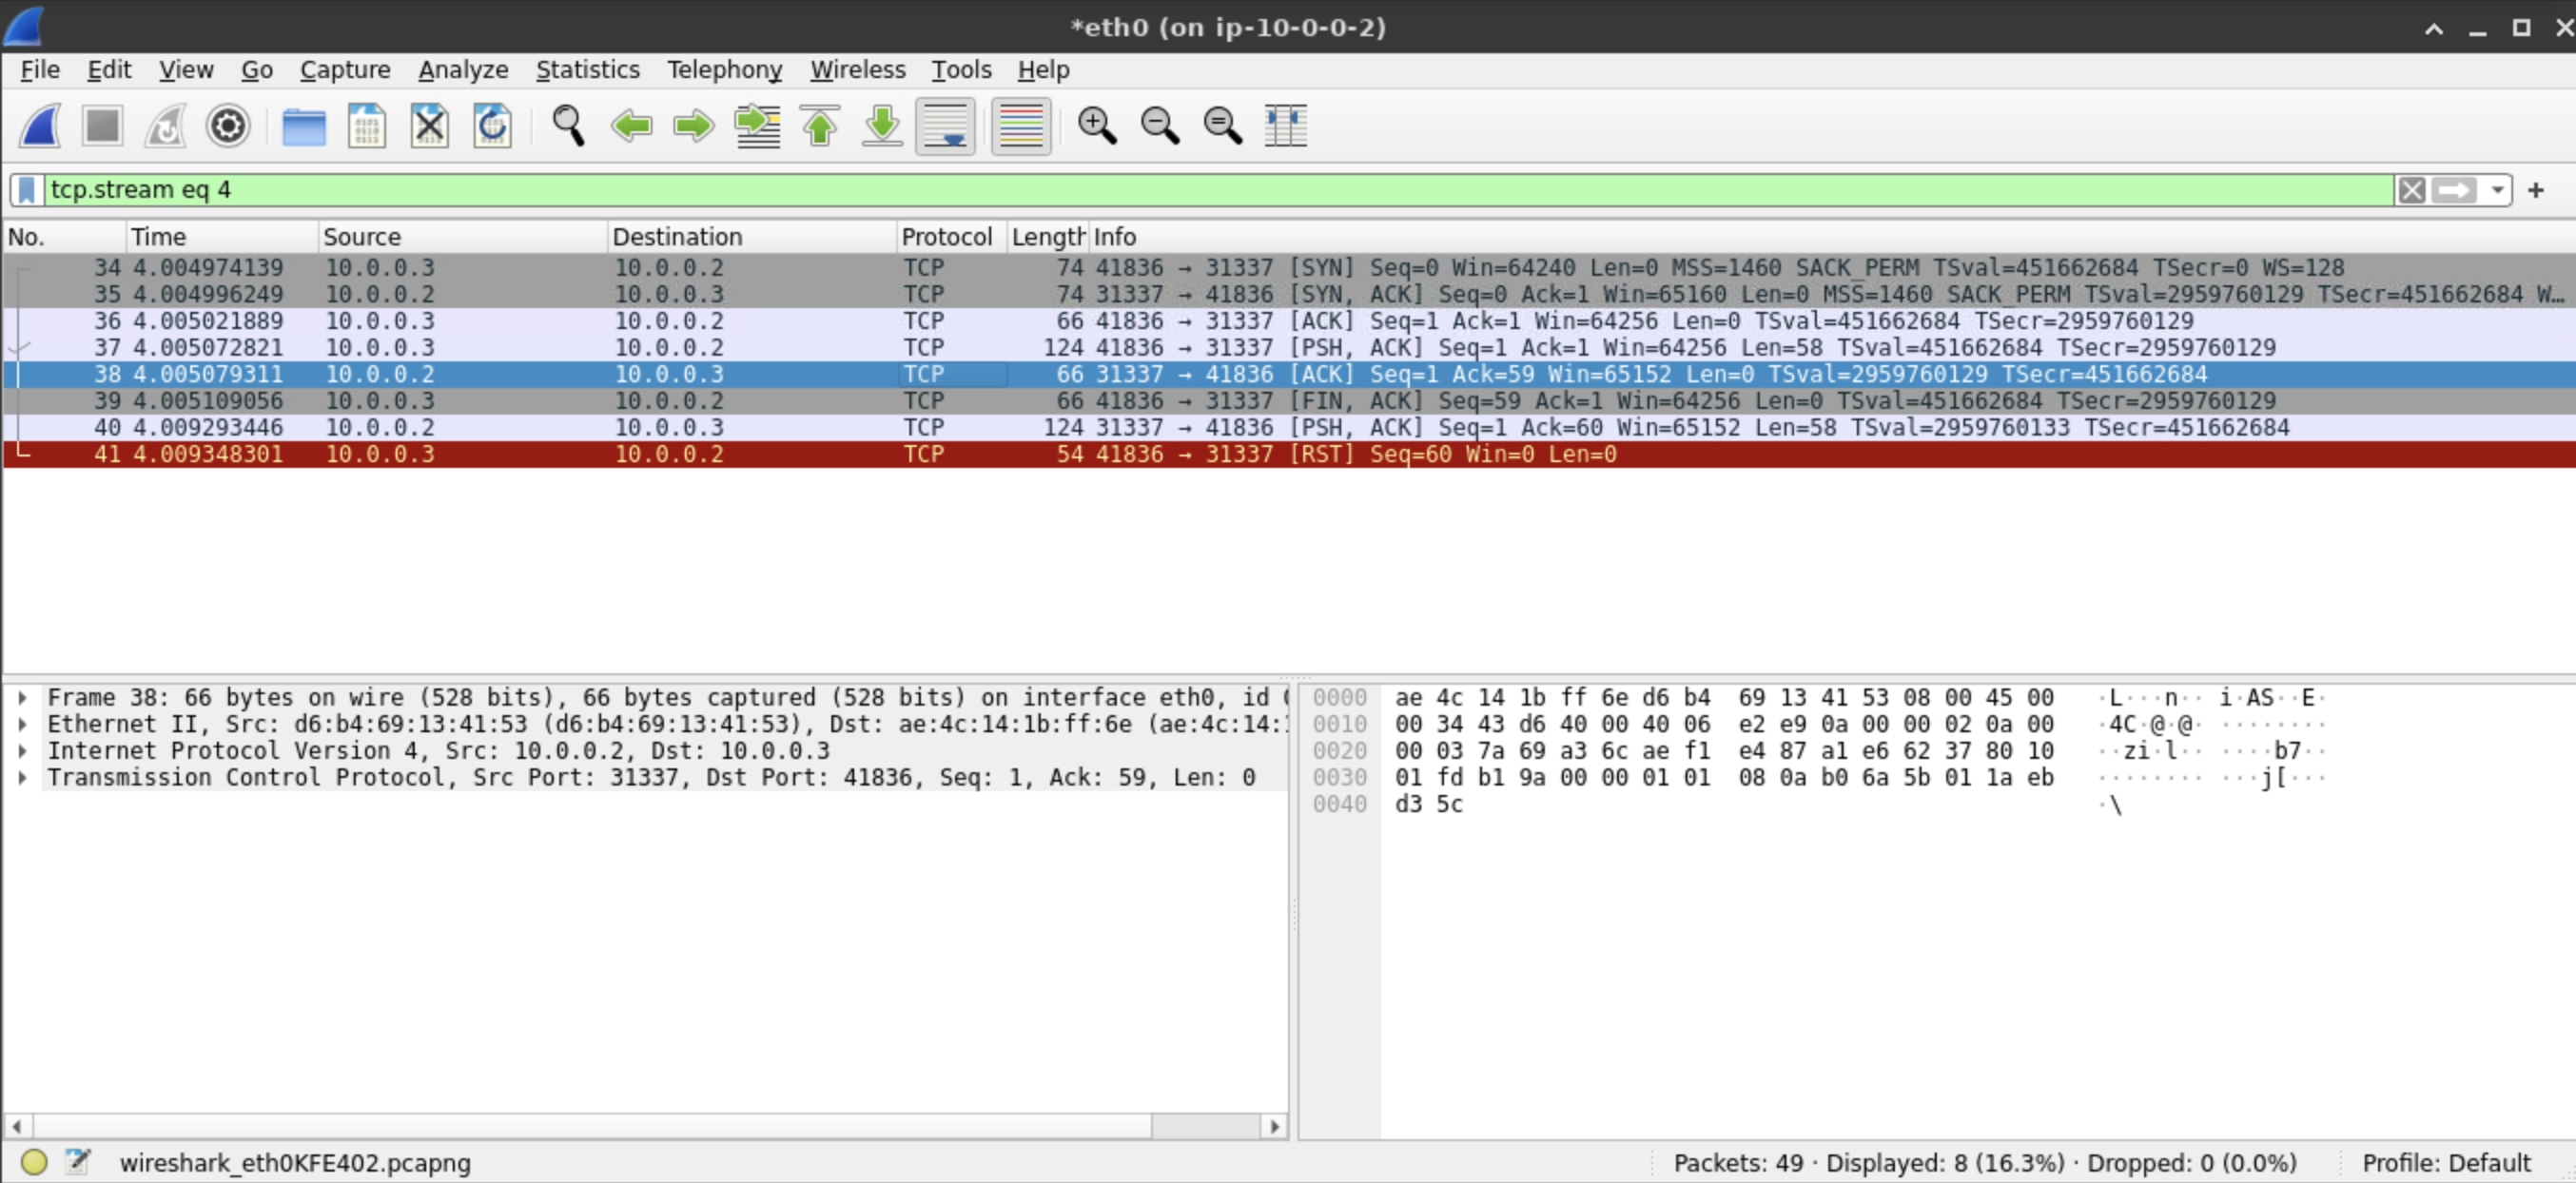 *eth0 (on ip-10-0-0-2)
File Edit View Go Capture Analyze Statistics Telephony Wireless Tools Help
tcp.stream eq 4
No. Time Source Destination Protocol Length Info
34 4.004974139 10.0.0.3 10.0.0.2 TCP 74 41836 → 31337 [SYN] Seq=0 Win=64240 Len=0 MSS=1460 SACK_PERM TSval=451662684 TSecr=0 WS=128
35 4.004996249 10.0.0.2 10.0.0.3 TCP 74 31337 → 41836 [SYN, ACK] Seq=0 Ack=1 Win=65160 Len=0 MSS=1460 SACK_PERM TSval=2959760129 TSecr=451662684 W…
36 4.005021889 10.0.0.3 10.0.0.2 TCP 66 41836 → 31337 [ACK] Seq=1 Ack=1 Win=64256 Len=0 TSval=451662684 TSecr=2959760129
37 4.005072821 10.0.0.3 10.0.0.2 TCP 124 41836 → 31337 [PSH, ACK] Seq=1 Ack=1 Win=64256 Len=58 TSval=451662684 TSecr=2959760129
38 4.005079311 10.0.0.2 10.0.0.3 TCP 66 31337 → 41836 [ACK] Seq=1 Ack=59 Win=65152 Len=0 TSval=2959760129 TSecr=451662684
39 4.005109056 10.0.0.3 10.0.0.2 TCP 66 41836 → 31337 [FIN, ACK] Seq=59 Ack=1 Win=64256 Len=0 TSval=451662684 TSecr=2959760129
40 4.009293446 10.0.0.2 10.0.0.3 TCP 124 31337 → 41836 [PSH, ACK] Seq=1 Ack=60 Win=65152 Len=58 TSval=2959760133 TSecr=451662684
41 4.009348301 10.0.0.3 10.0.0.2 TCP 54 41836 → 31337 [RST] Seq=60 Win=0 Len=0
Frame 38: 66 bytes on wire (528 bits), 66 bytes captured (528 bits) on interface eth0, id
Ethernet II, Src: d6:b4:69:13:41:53 (d6:b4:69:13:41:53), Dst: ae:4c:14:1b:ff:6e (ae:4c:14:
Internet Protocol Version 4, Src: 10.0.0.2, Dst: 10.0.0.3
Transmission Control Protocol, Src Port: 31337, Dst Port: 41836, Seq: 1, Ack: 59, Len: 0
0000 ae 4c 14 1b ff 6e d6 b4 69 13 41 53 08 00 45 00 ·L···n·· i·AS··E·
0010 00 34 43 d6 40 00 40 06 e2 e9 0a 00 00 02 0a 00 ·4C·@·@· ········
0020 00 03 7a 69 a3 6c ae f1 e4 87 a1 e6 62 37 80 10 ··zi·l·· ····b7··
0030 01 fd b1 9a 00 00 01 01 08 0a b0 6a 5b 01 1a eb ········ ···j[···
0040 d3 5c ·\
wireshark_eth0KFE402.pcapng
Packets: 49 · Displayed: 8 (16.3%) · Dropped: 0 (0.0%)
Profile: Default